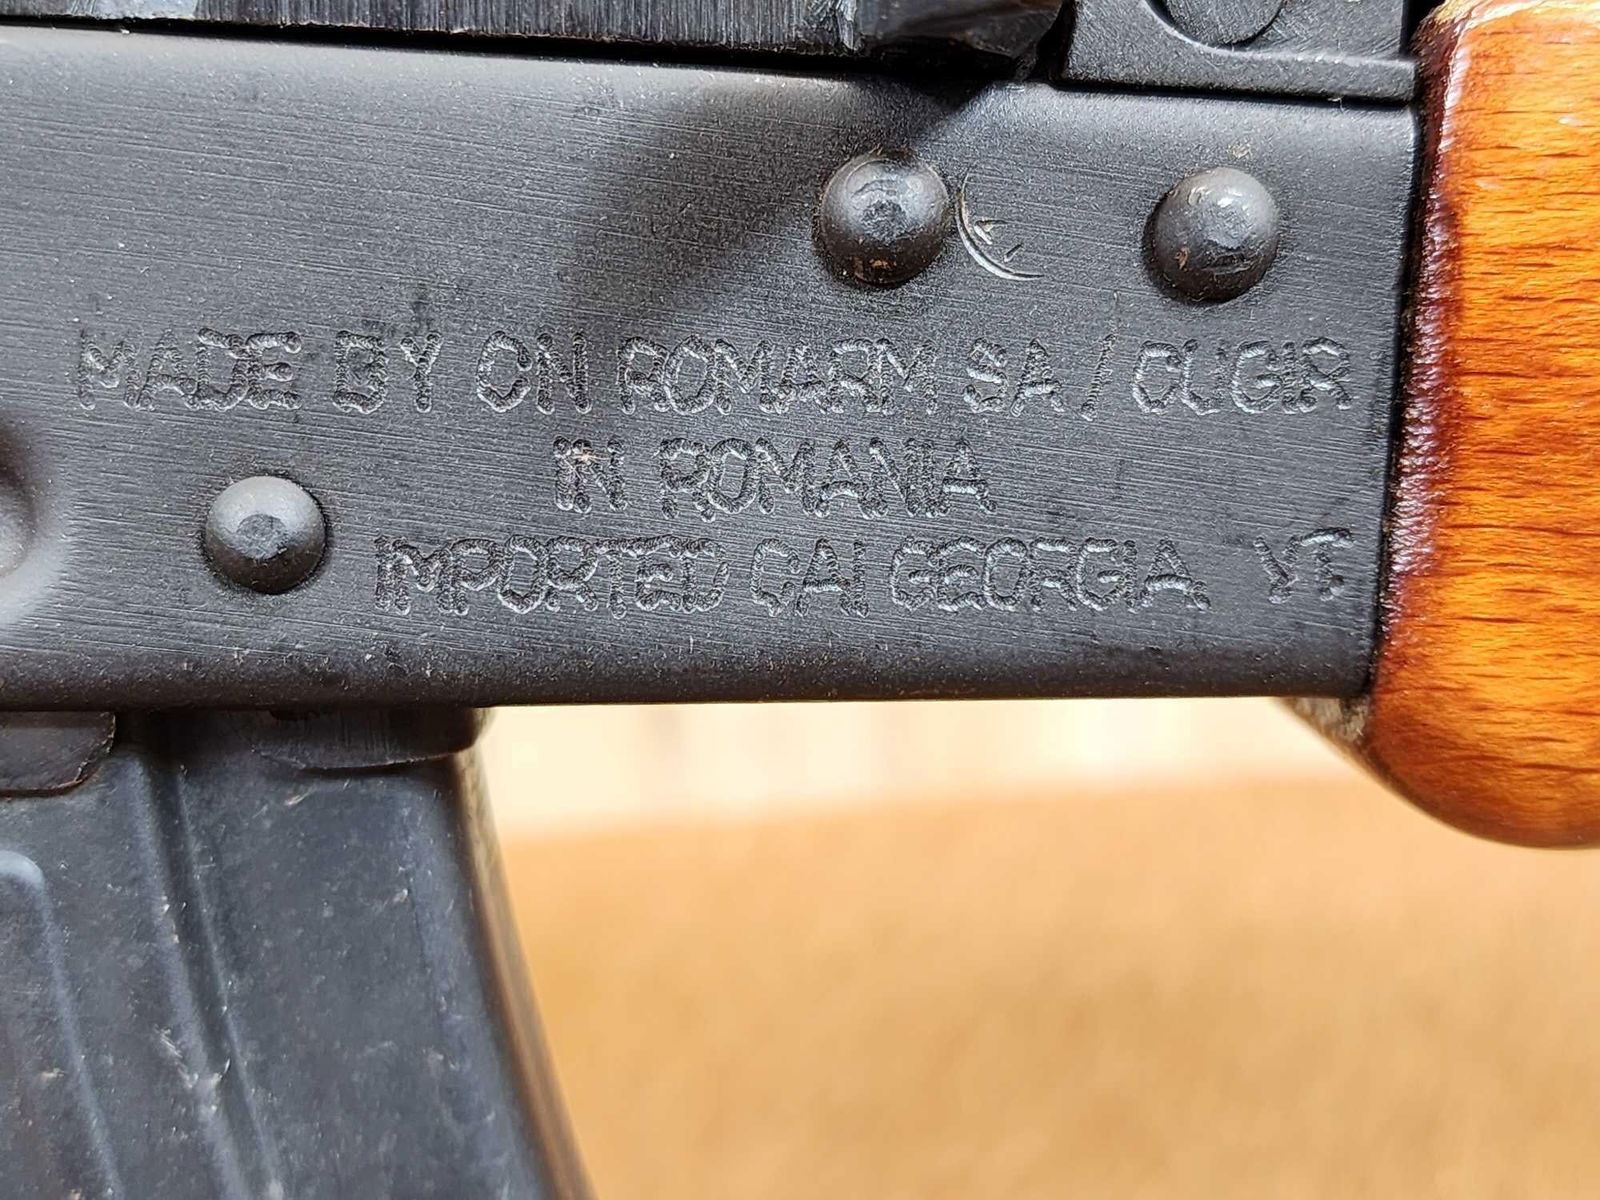 MADE BY CN ROMARM SA / CUGIR
IN ROMANIA
IMPORTED CAI GEORGIA VT